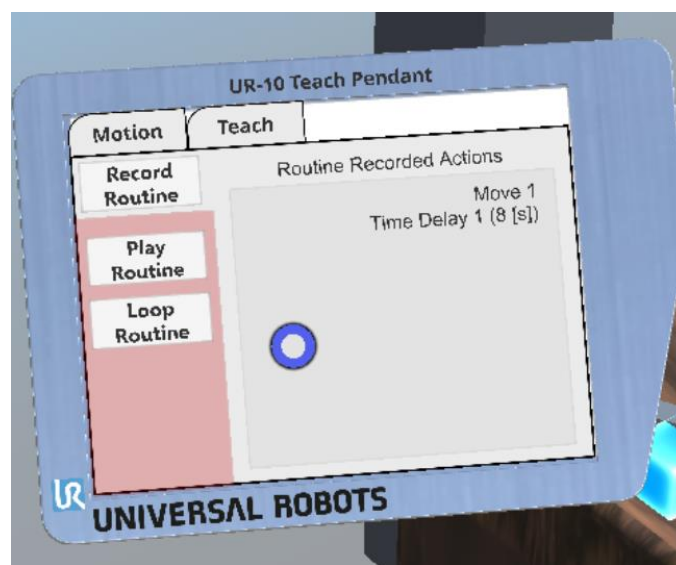 UR-10 Teach Pendant
Motion
Teach
Record
Routine
Play
Routine
Loop
Routine
Routine Recorded Actions
Move 1
Time Delay 1 (8 [s])
UR
UNIVERSAL ROBOTS